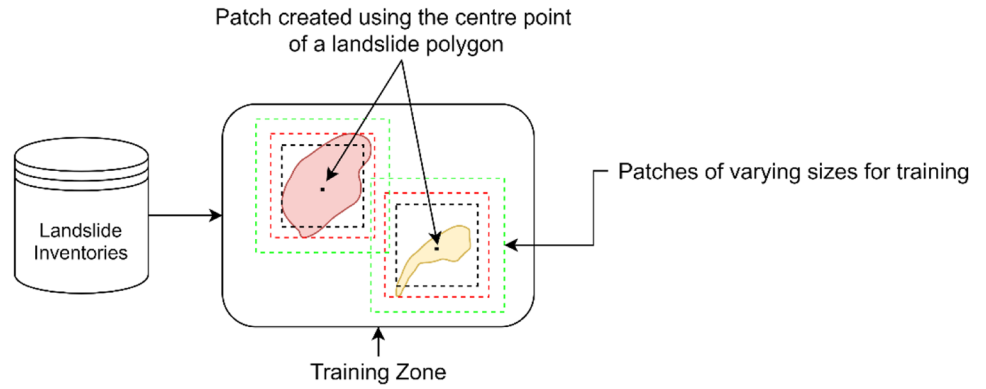 Patch created using the centre point
of a landslide polygon
Landslide
Inventories
Patches of varying sizes for training
Training Zone